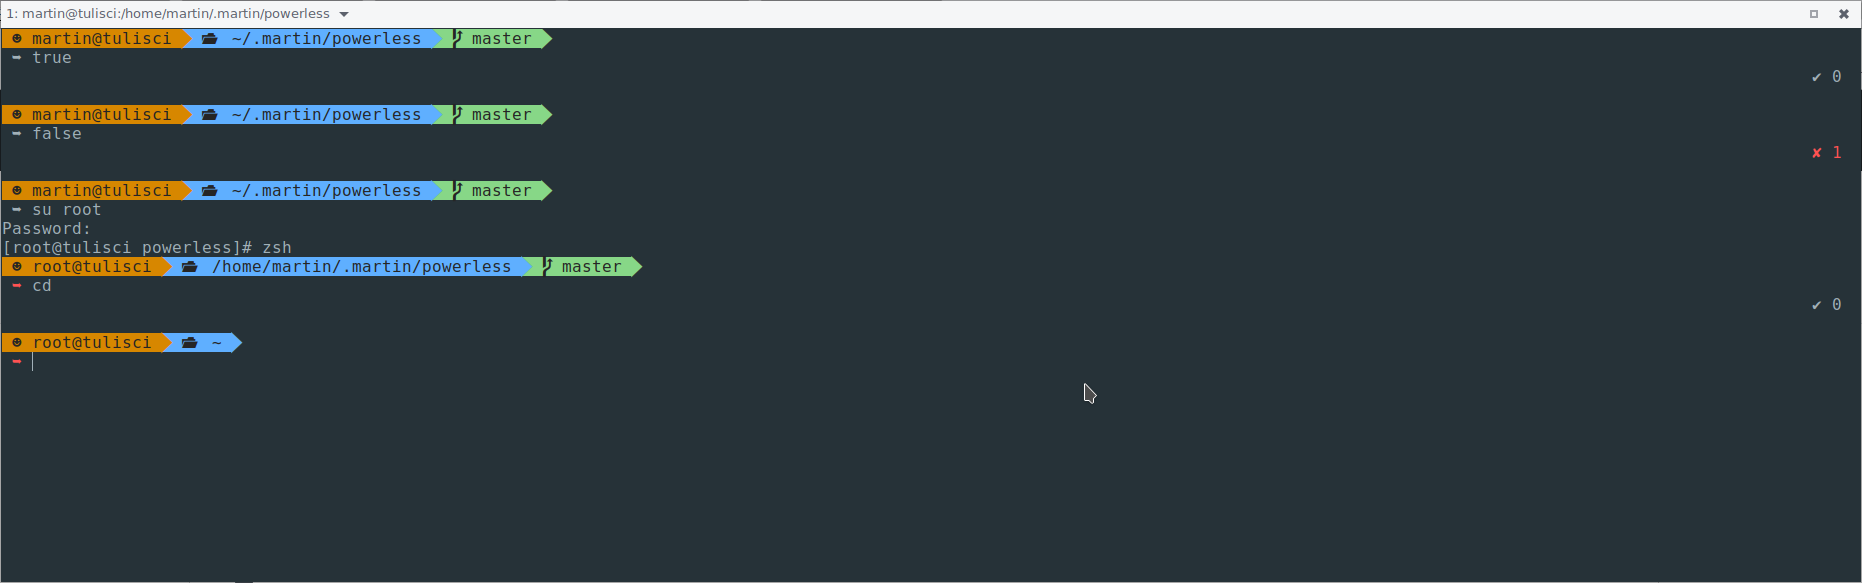 1: martin@tulisci:/home/martin/.martin/powerless
martin@tulisci ~/.martin/powerless master
➥ true
✔ 0
martin@tulisci ~/.martin/powerless master
➥ false
✘ 1
martin@tulisci ~/.martin/powerless master
➥ su root
Password:
[root@tulisci powerless]# zsh
root@tulisci /home/martin/.martin/powerless master
➥ cd
✔ 0
root@tulisci ~
➥